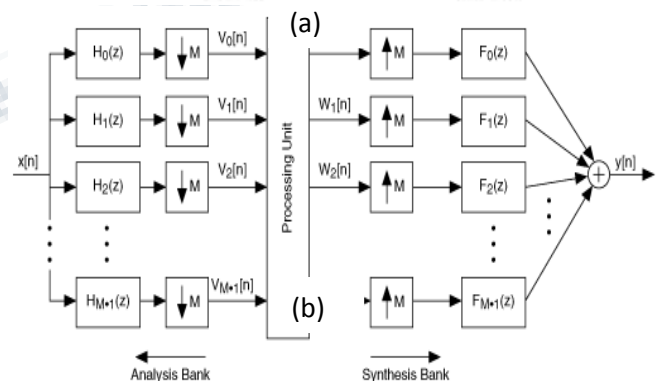 (a)
H0(z) ↓M V0[n] ↑M F0(z)
H1(z) ↓M V1[n] W1[n] ↑M F1(z)
x[n] y[n]
H2(z) ↓M V2[n] W2[n] ↑M F2(z)
+
Processing Unit
HM•1(z) ↓M VM•1[n] ↑M FM•1(z)
(b)
Analysis Bank Synthesis Bank